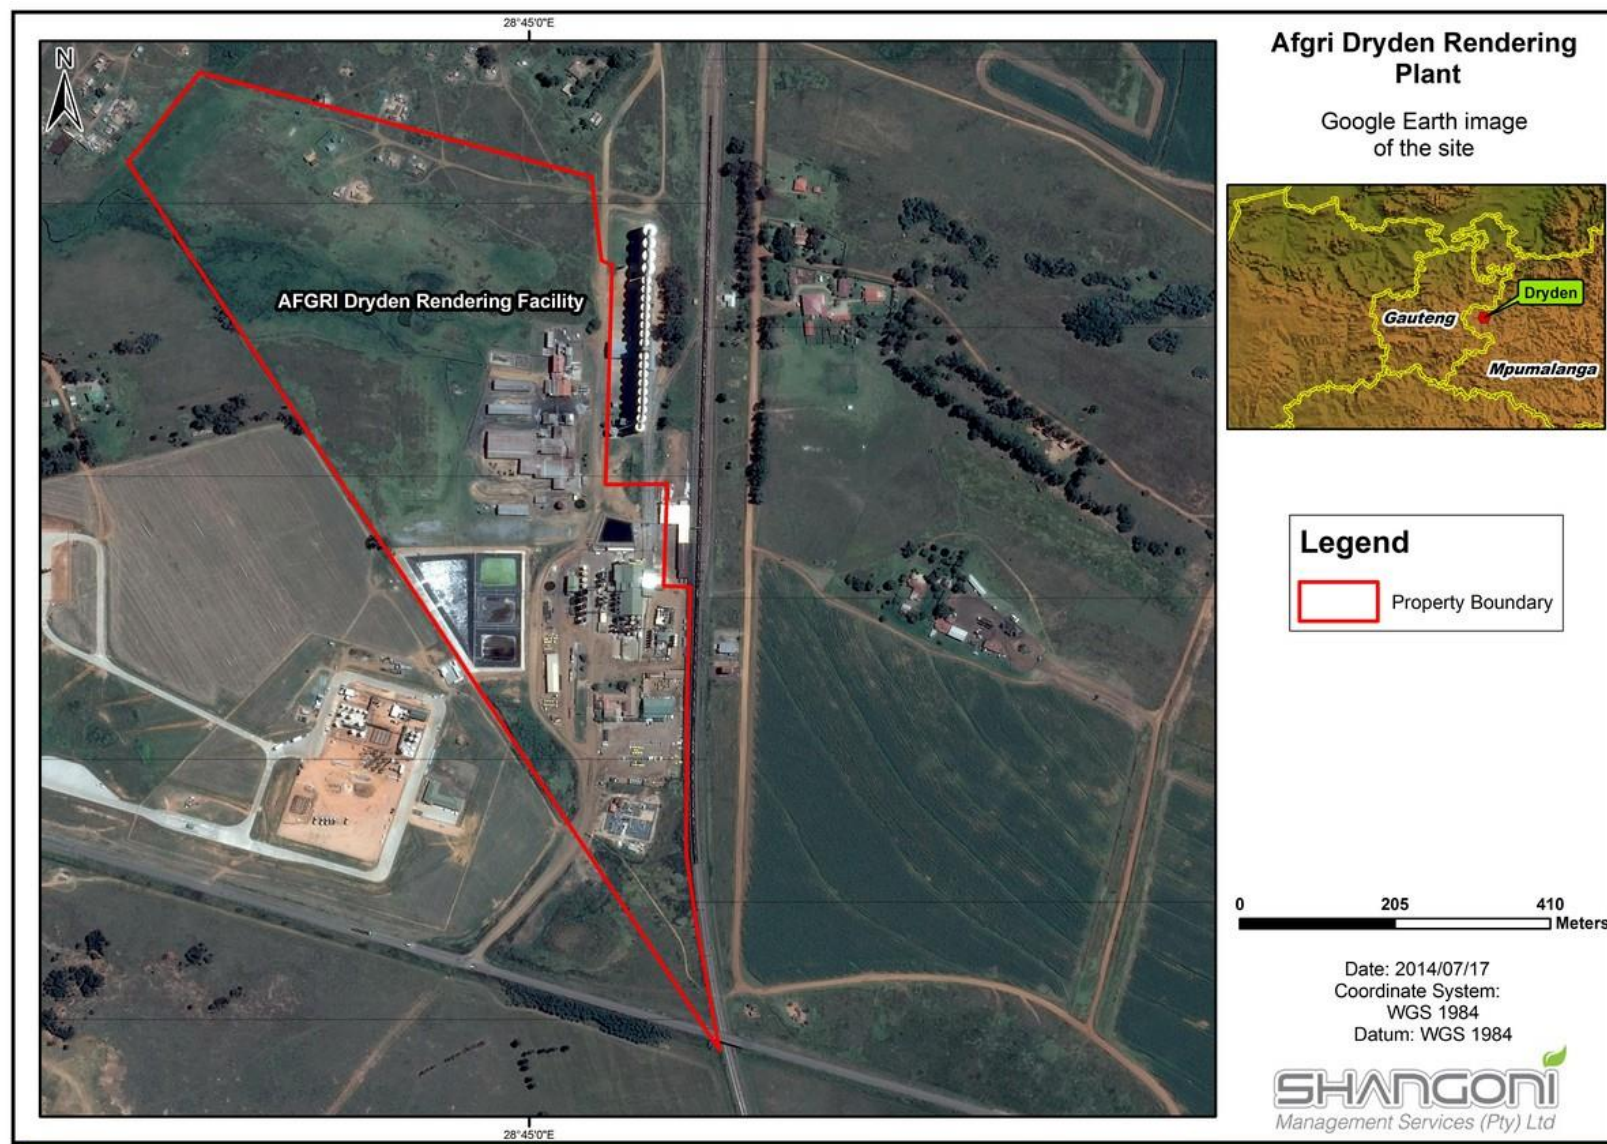 28°45'0"E
N
AFGRI Dryden Rendering Facility
28°45'0"E
Afgri Dryden Rendering
Plant
Google Earth image
of the site
Dryden
Gauteng
Mpumalanga
Legend
Property Boundary
0 205 410
Meters
Date: 2014/07/17
Coordinate System:
WGS 1984
Datum: WGS 1984
SHANGONI
Management Services (Pty) Ltd